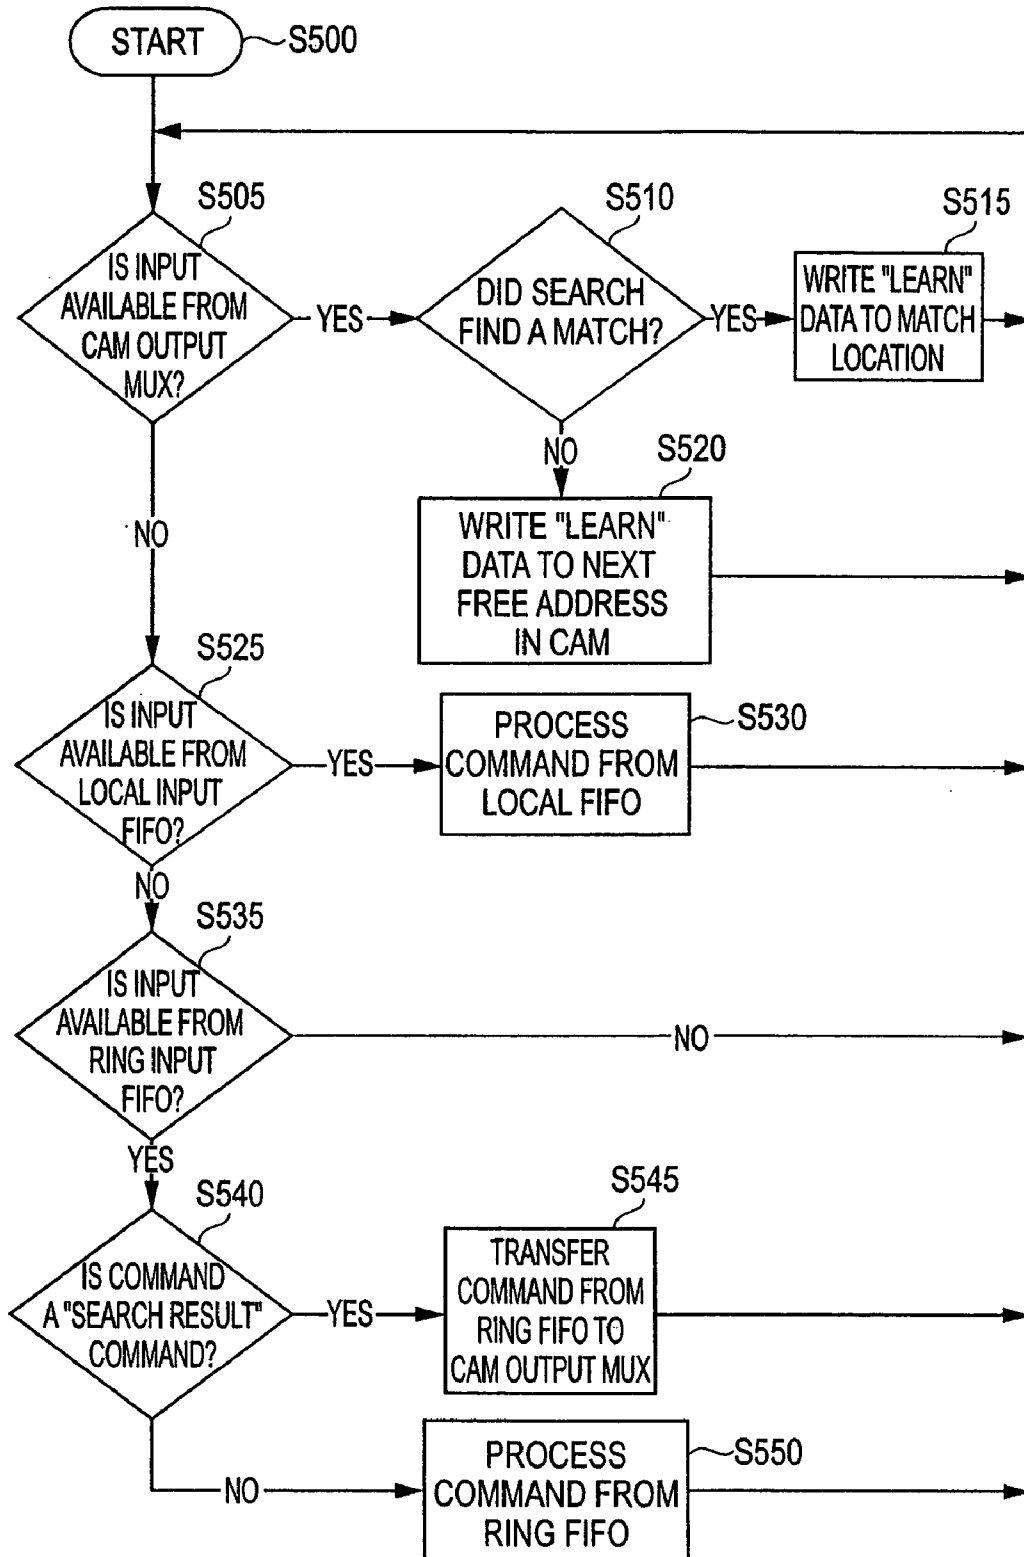 START
S500
S505
IS INPUT
AVAILABLE FROM
CAM OUTPUT
MUX?
YES
S510
DID SEARCH
FIND A MATCH?
YES
S515
WRITE "LEARN"
DATA TO MATCH
LOCATION
NO
S520
WRITE "LEARN"
DATA TO NEXT
FREE ADDRESS
IN CAM
NO
S525
IS INPUT
AVAILABLE FROM
LOCAL INPUT
FIFO?
YES
PROCESS
COMMAND FROM
LOCAL FIFO
S530
NO
S535
IS INPUT
AVAILABLE FROM
RING INPUT
FIFO?
NO
YES
S540
IS COMMAND
A "SEARCH RESULT"
COMMAND?
YES
S545
TRANSFER
COMMAND FROM
RING FIFO TO
CAM OUTPUT MUX
NO
PROCESS
COMMAND FROM
RING FIFO
S550